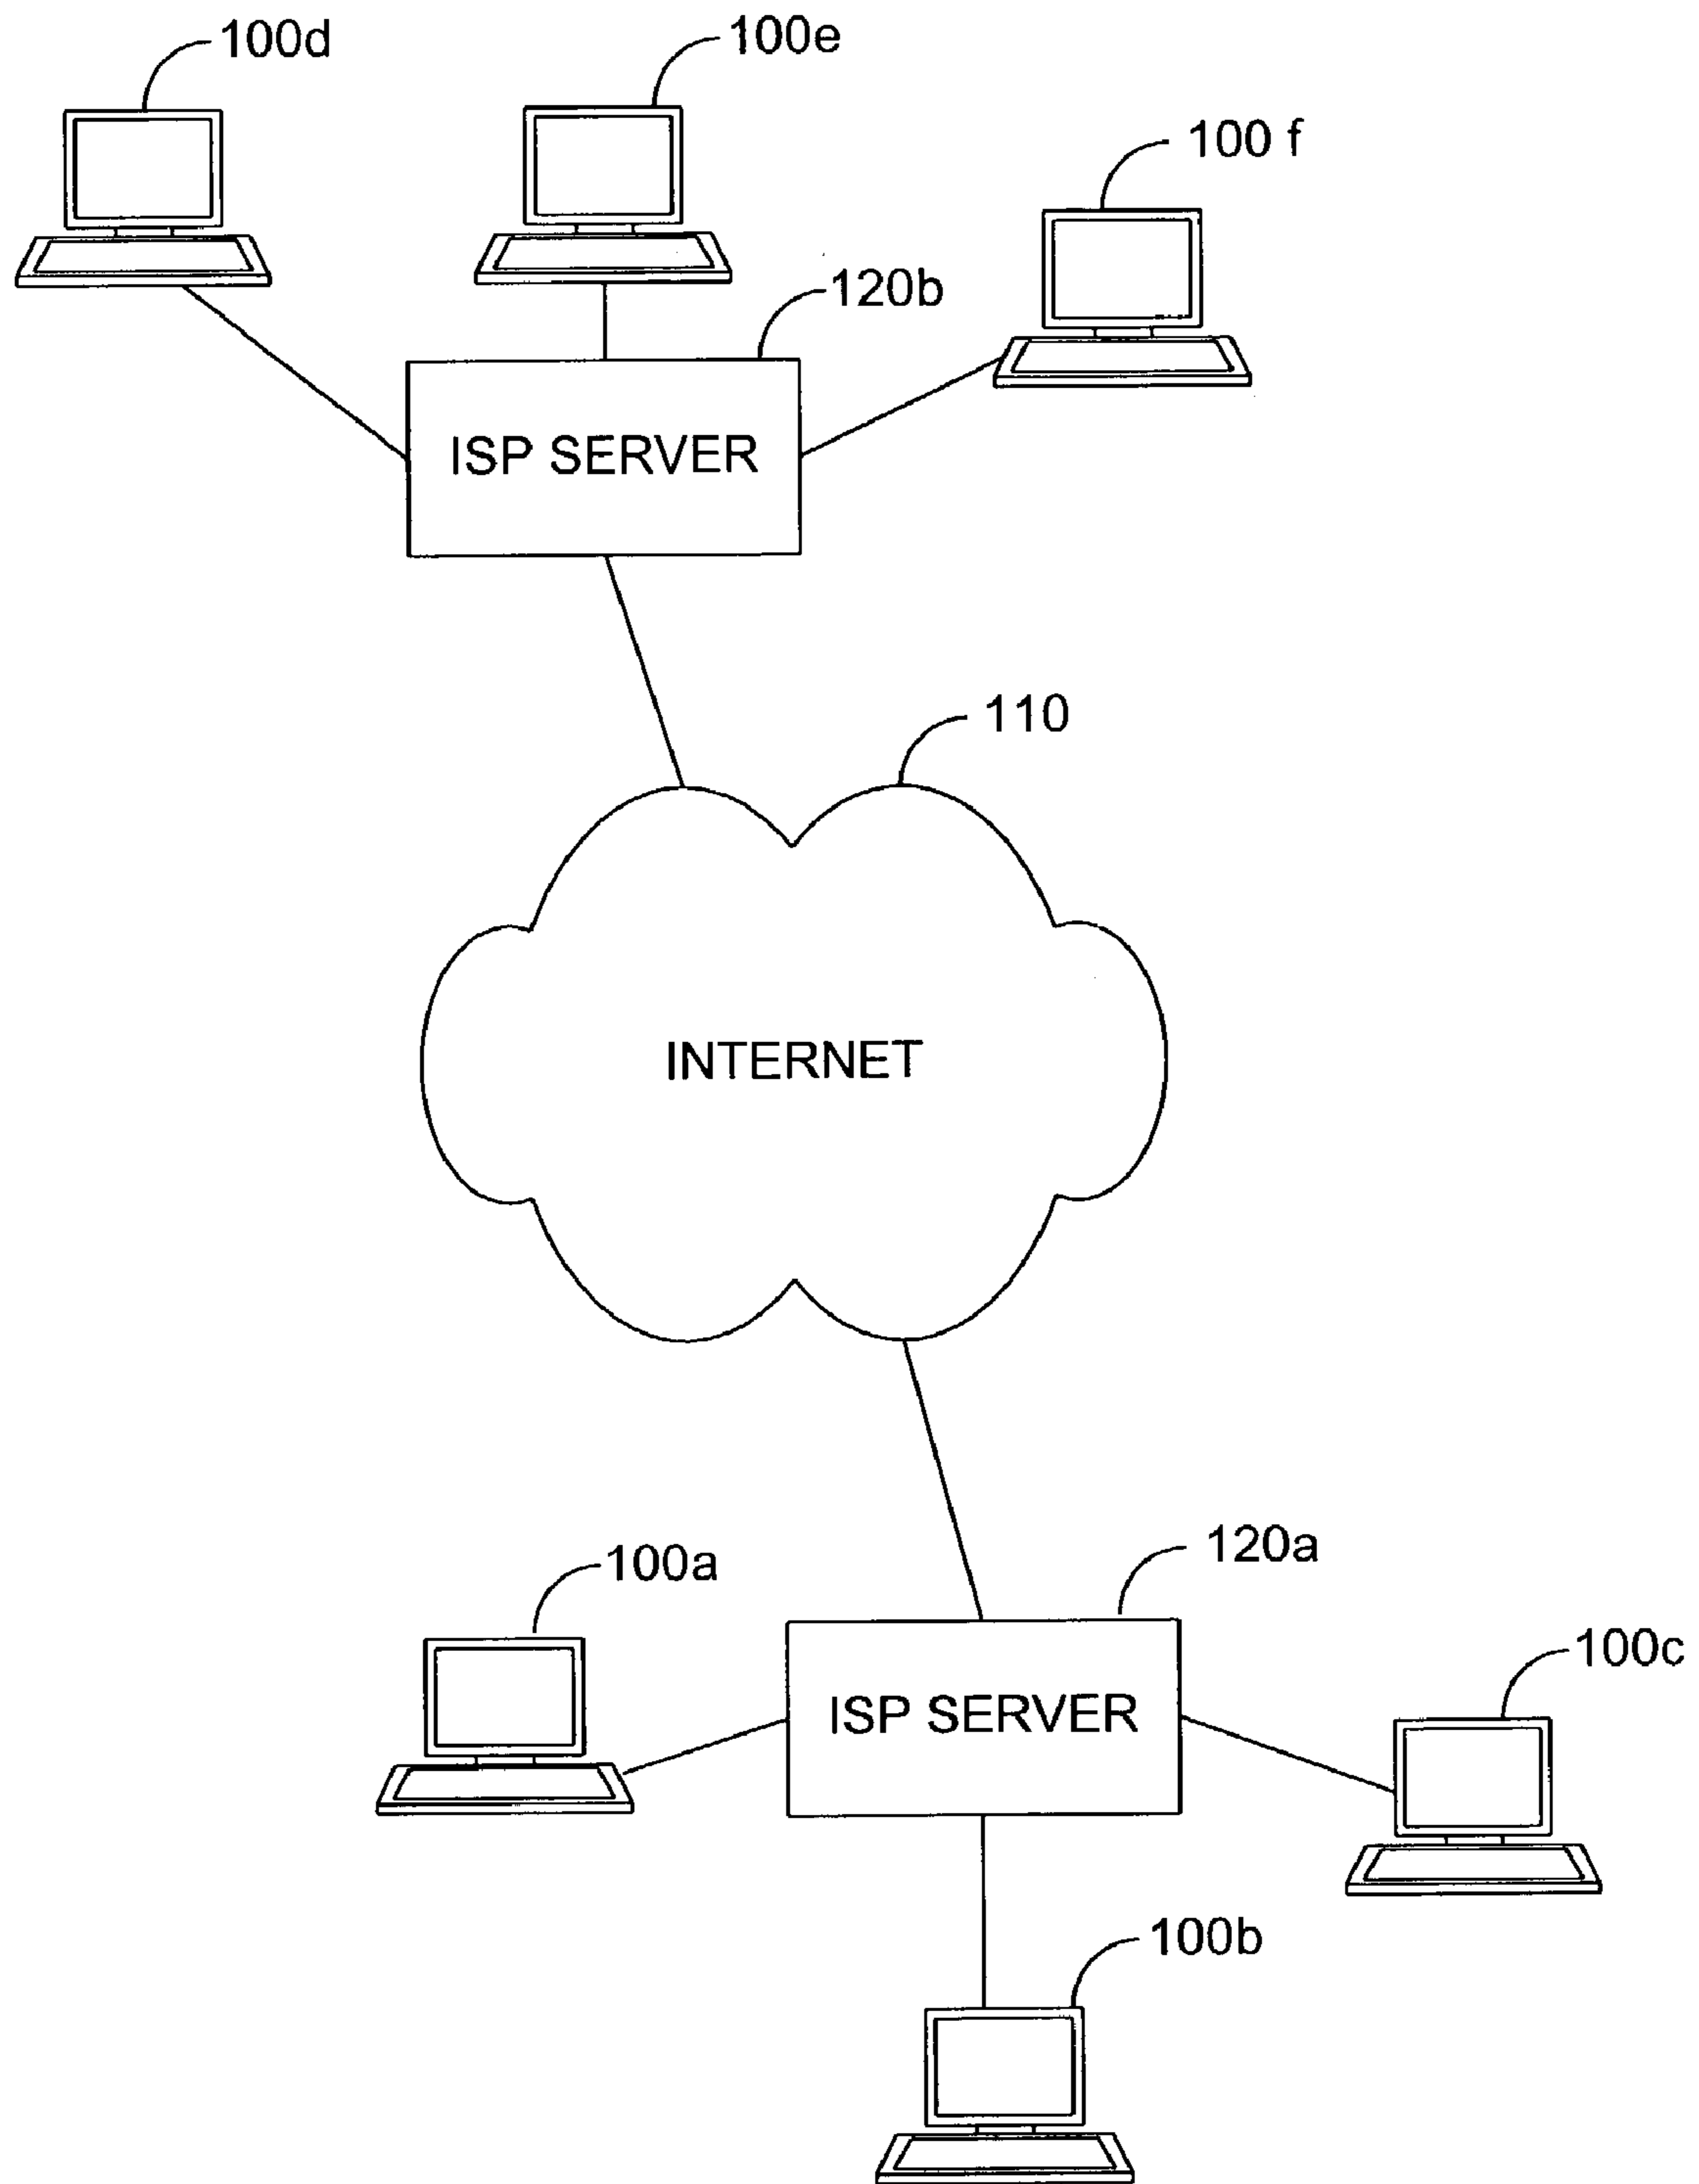 100d
100e
100 f
120b
ISP SERVER
110
INTERNET
120a
100a
100c
ISP SERVER
100b